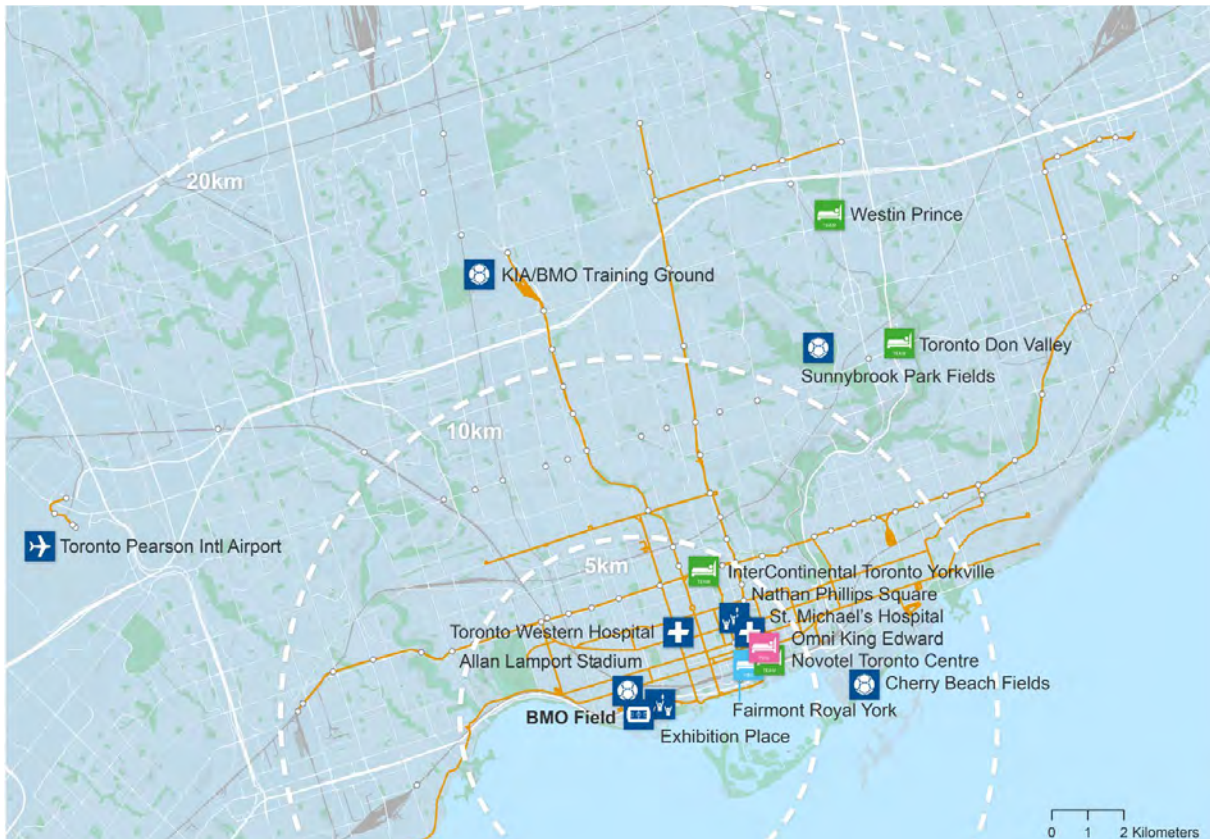 20km
Westin Prince
KIA/BMO Training Ground
Toronto Don Valley
Sunnybrook Park Fields
10km
Toronto Pearson Intl Airport
5km
InterContinental Toronto Yorkville
Nathan Phillips Square
St. Michael's Hospital
Toronto Western Hospital
Omni King Edward
Allan Lamport Stadium
Novotel Toronto Centre
Cherry Beach Fields
Fairmont Royal York
BMO Field
Exhibition Place
0 1 2 Kilometers